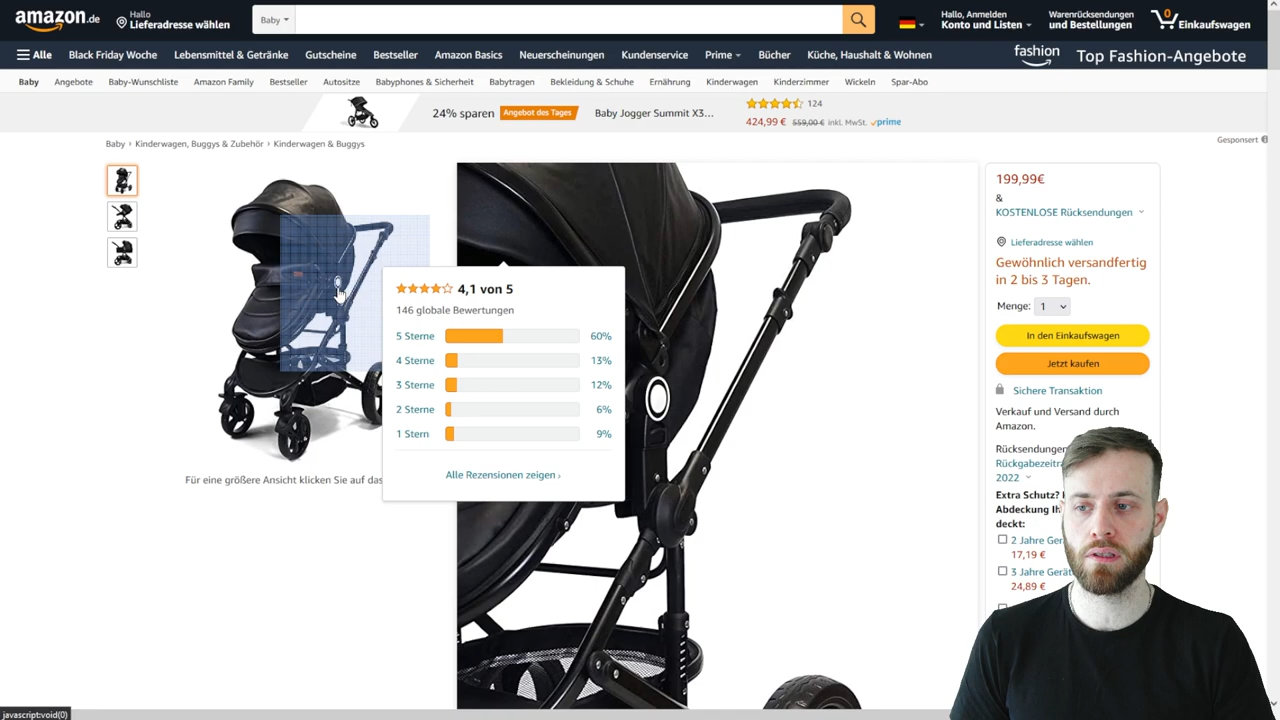 amazon.de
Hallo
Lieferadresse wählen
Baby
Hallo, Anmelden
Konto und Listen
Warenrücksendungen
und Bestellungen
0
Einkaufswagen
Alle
Black Friday Woche
Lebensmittel & Getränke
Gutscheine
Bestseller
Amazon Basics
Neuerscheinungen
Kundenservice
Prime
Bücher
Küche, Haushalt & Wohnen
fashion
Top Fashion-Angebote
Baby
Angebote
Baby-Wunschliste
Amazon Family
Bestseller
Autositze
Babyphones & Sicherheit
Babytragen
Bekleidung & Schuhe
Ernährung
Kinderwagen
Kinderzimmer
Wickeln
Spar-Abo
24% sparen
Angebot des Tages
Baby Jogger Summit X3...
124
424,99 € 559,00 € inkl. MwSt. prime
Gesponsert
Baby › Kinderwagen, Buggys & Zubehör › Kinderwagen & Buggys
Für eine größere Ansicht klicken Sie auf das
4,1 von 5
146 globale Bewertungen
5 Sterne 60%
4 Sterne 13%
3 Sterne 12%
2 Sterne 6%
1 Stern 9%
Alle Rezensionen zeigen ›
199,99€
&
KOSTENLOSE Rücksendungen
Lieferadresse wählen
Gewöhnlich versandfertig
in 2 bis 3 Tagen.
Menge: 1
In den Einkaufswagen
Jetzt kaufen
Sichere Transaktion
Verkauf und Versand durch
Amazon.
Rücksendungen
2022
Extra Schutz?
deckt:
2 Jahre
17,19 €
3 Jahre
24,89 €
javascript:void(0)